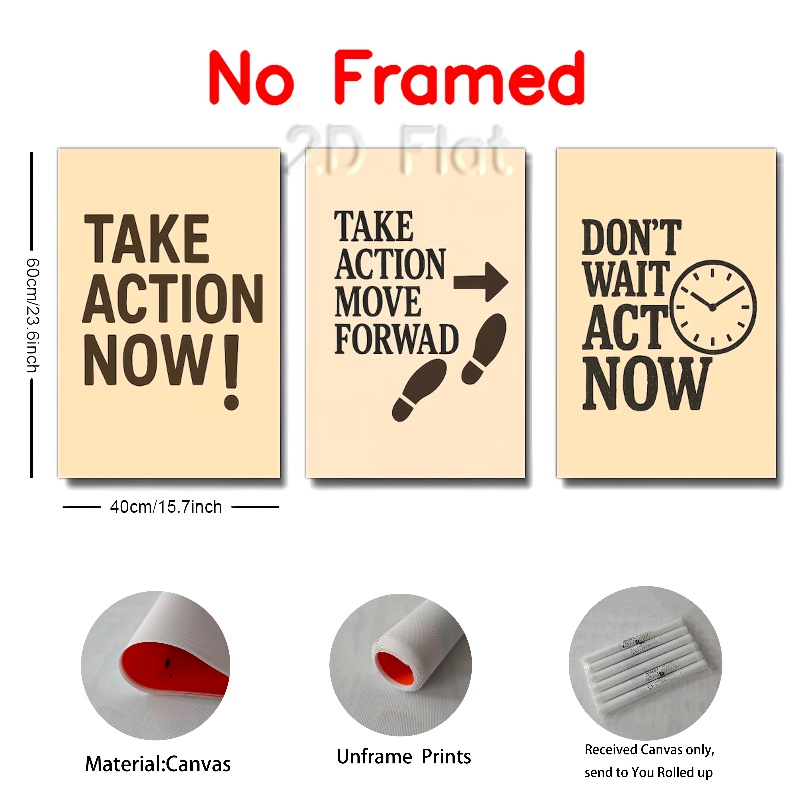 No Framed
2D Flat
TAKE
ACTION
NOW!
TAKE
ACTION
MOVE
FORWAD
DON'T
WAIT
ACT
NOW
60cm/23.6inch
40cm/15.7inch
Material:Canvas
Unframe Prints
Received Canvas only,
send to You Rolled up